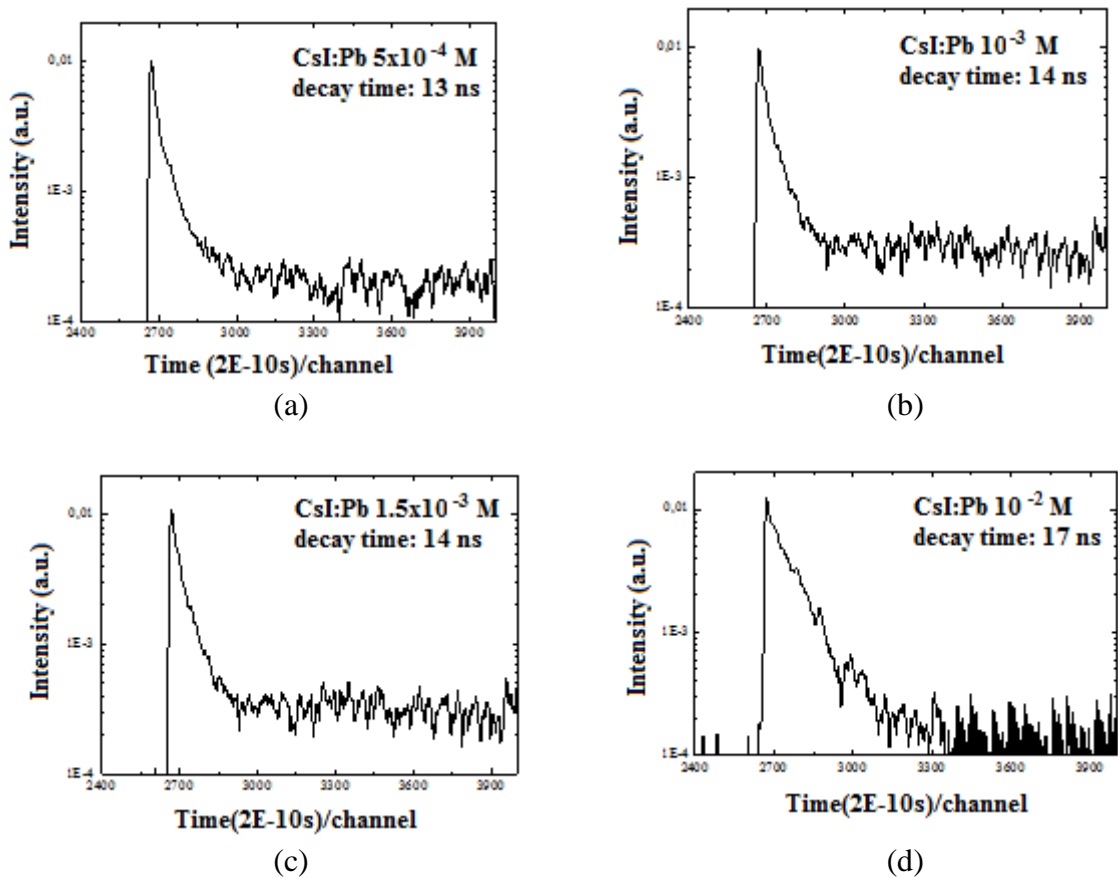 CsI:Pb 5x10⁻⁴ M
decay time: 13 ns
Intensity (a.u.)
0,01
1E-3
1E-4
2400 2700 3000 3300 3600 3900
Time (2E-10s)/channel
(a)
CsI:Pb 10⁻³ M
decay time: 14 ns
Intensity (a.u.)
0,01
1E-3
1E-4
2400 2700 3000 3300 3600 3900
Time(2E-10s)/channel
(b)
CsI:Pb 1.5x10⁻³ M
decay time: 14 ns
Intensity (a.u.)
0,01
1E-3
1E-4
2400 2700 3000 3300 3600 3900
Time(2E-10s)/channel
(c)
CsI:Pb 10⁻² M
decay time: 17 ns
Intensity (a.u.)
0,01
1E-3
1E-4
2400 2700 3000 3300 3600 3900
Time(2E-10s)/channel
(d)